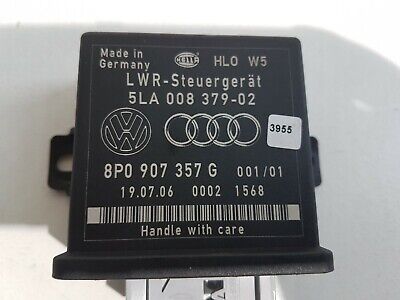 Made in
Germany
HELLA
HLO W5
LWR-Steuergerät
5LA 008 379-02
3955
8P0 907 357 G 001/01
19.07.06 0002 1568
Handle with care